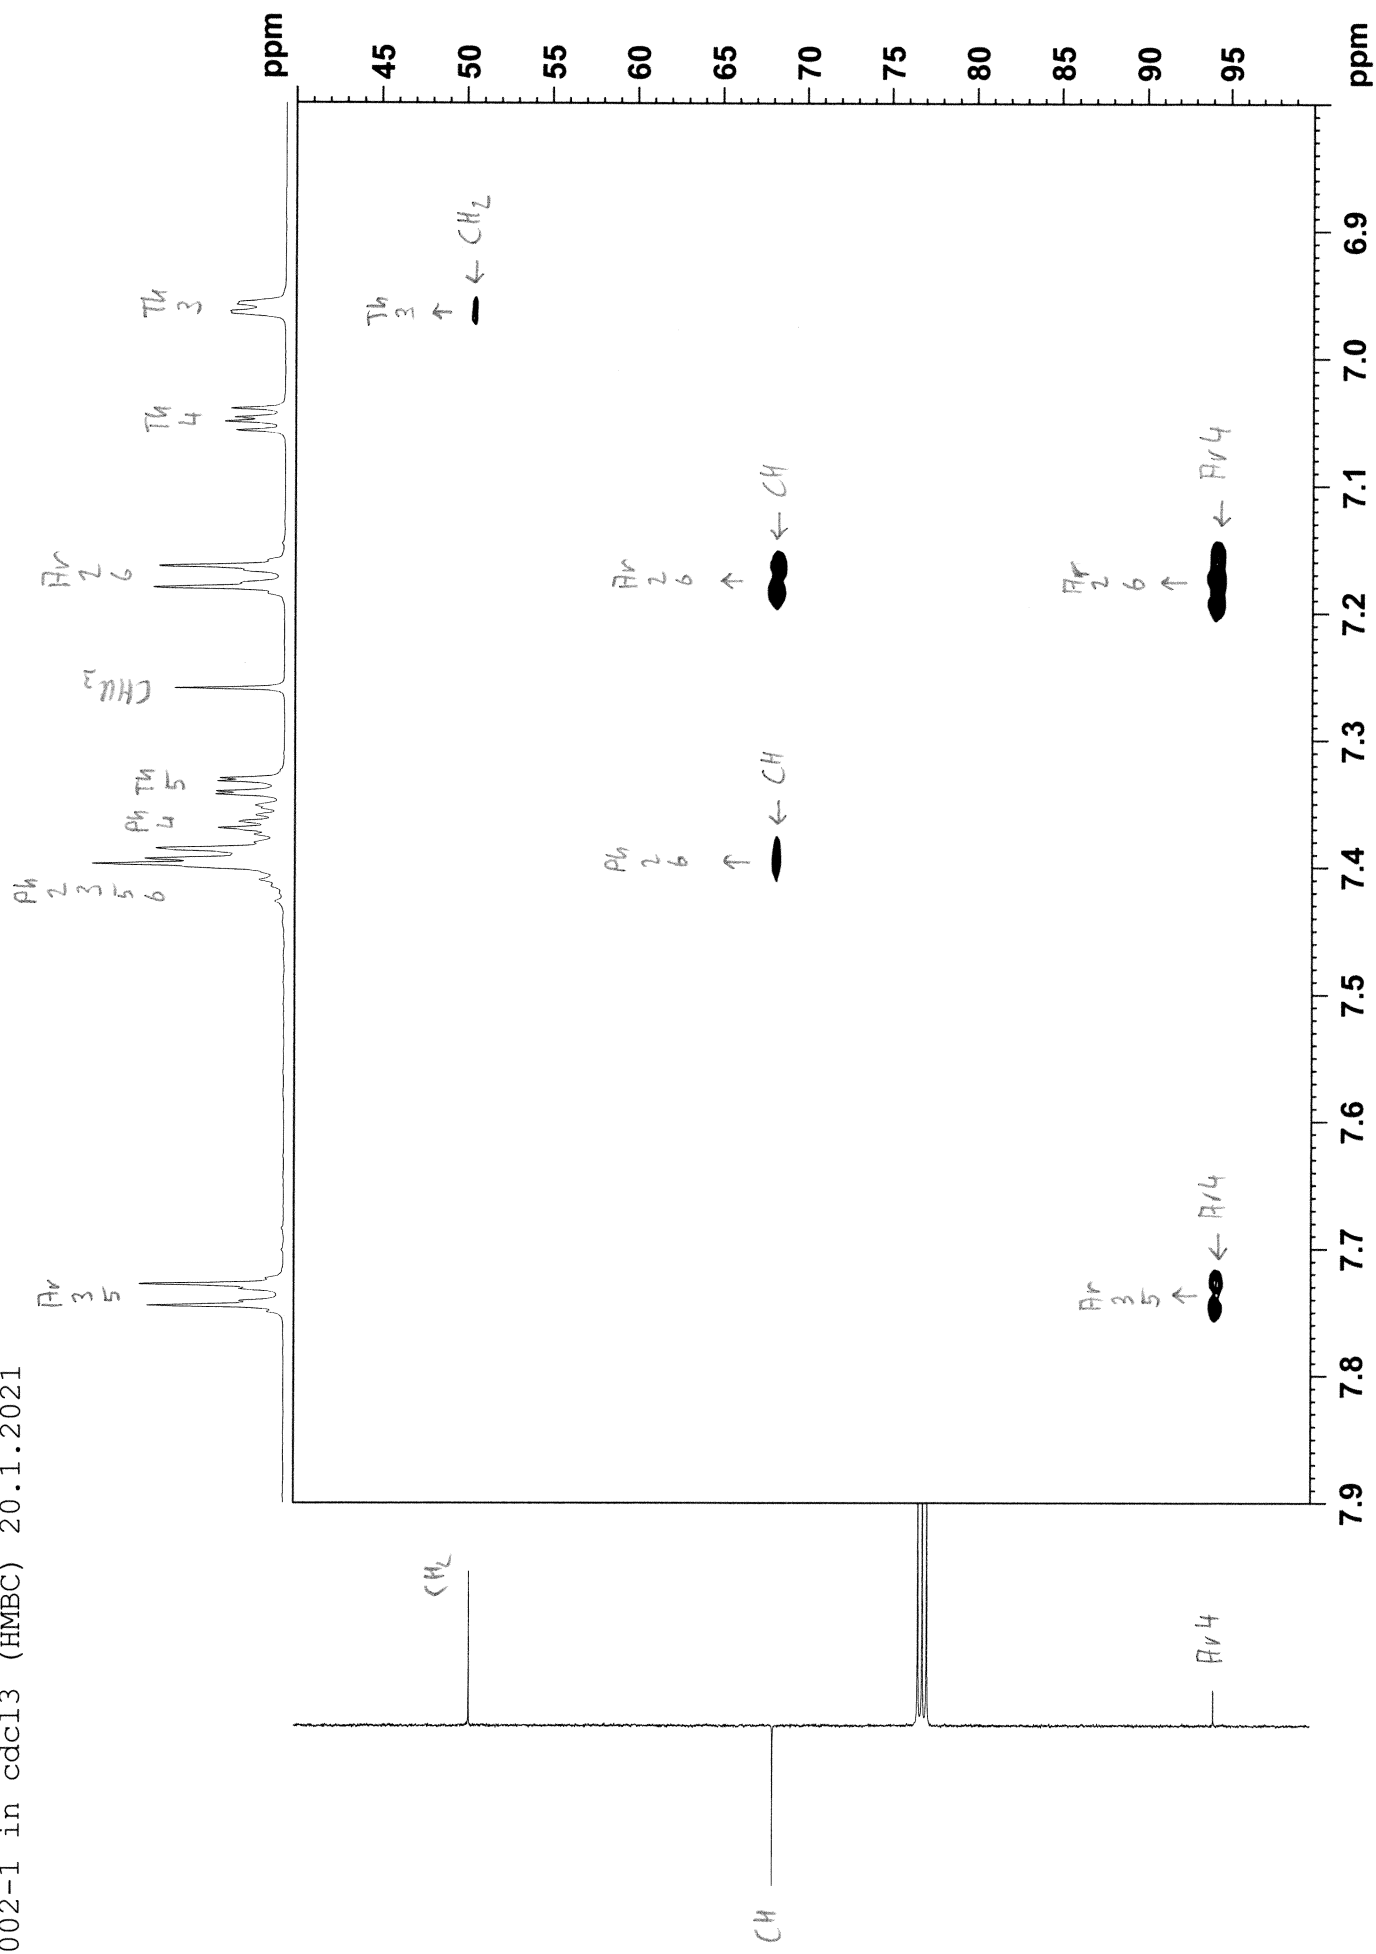 002-1 in cdcl3 (HMBC) 20.1.2021
Ar
3
5
Ph
2
3
5
6
Ph
4
Th
5
CHCl3
Ar
2
6
Th
4
Th
3
ppm
45
50
55
60
65
70
75
80
85
90
95
ppm
Th
3
↑
← CH2
Ar
2
6
↑
← CH
Ph
2
6
↑
← CH
Ar
2
6
↑
← Ar4
Ar
3
5
↑
← Ar4
CH2
CH
Ar4
7.9
7.8
7.7
7.6
7.5
7.4
7.3
7.2
7.1
7.0
6.9